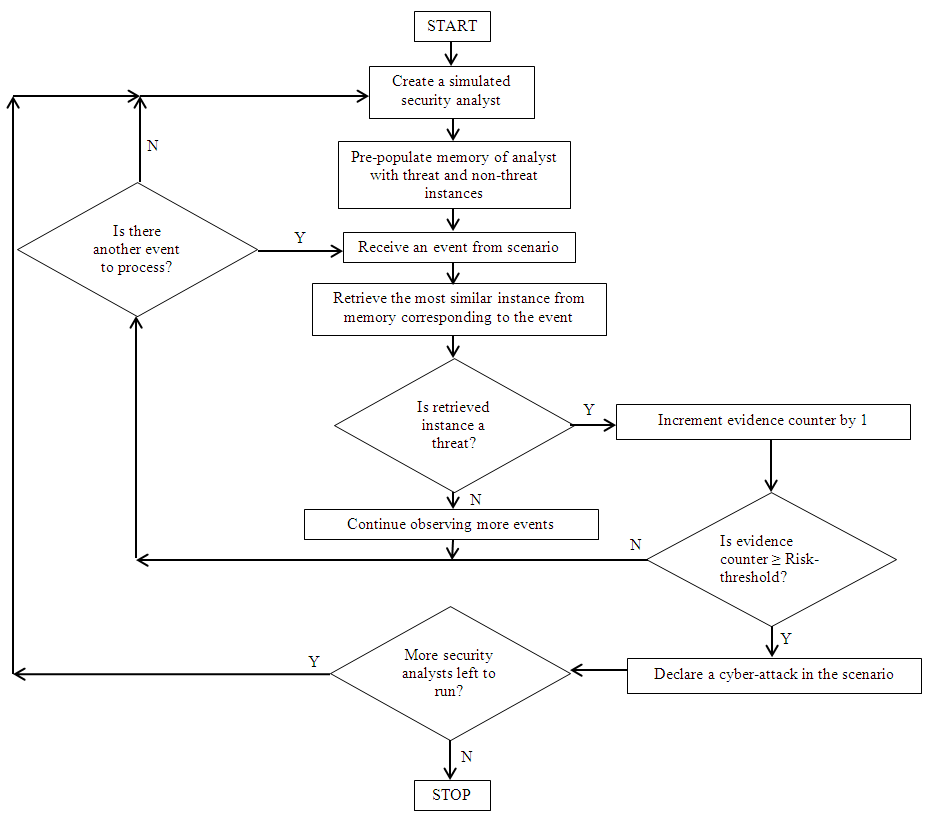 START
Create a simulated
security analyst
N
Pre-populate memory of analyst
with threat and non-threat
instances
Is there
another event
to process?
Y
Receive an event from scenario
Retrieve the most similar instance from
memory corresponding to the event
Is retrieved
instance a
threat?
Y
Increment evidence counter by 1
N
Continue observing more events
N
Is evidence
counter ≥ Risk-
threshold?
Y
More security
analysts left to
run?
Y
Declare a cyber-attack in the scenario
N
STOP